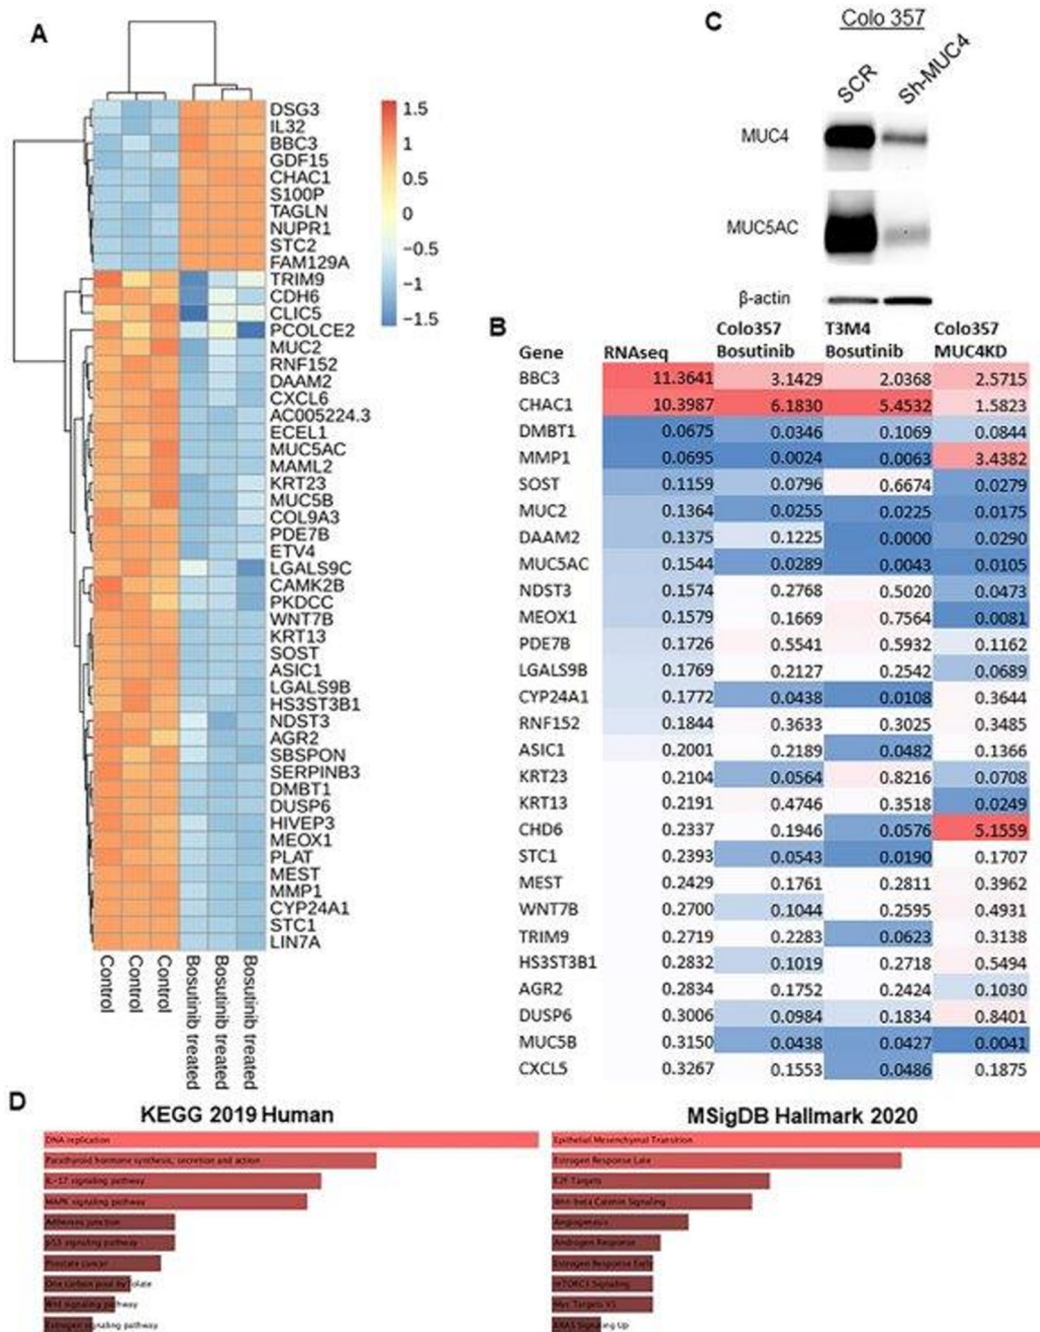 A
DSG3
IL32
BBC3
GDF15
CHAC1
S100P
TAGLN
NUPR1
STC2
FAM129A
TRIM9
CDH6
CLIC5
PCOLCE2
MUC2
RNF152
DAAM2
CXCL6
AC005224.3
ECEL1
MUC5AC
MAML2
KRT23
MUC5B
COL9A3
PDE7B
ETV4
LGALS9C
CAMK2B
PKDCC
WNT7B
KRT13
SOST
ASIC1
LGALS9B
HS3ST3B1
NDST3
AGR2
SBSPON
SERPINB3
DMBT1
DUSP6
HIVEP3
MEOX1
PLAT
MEST
MMP1
CYP24A1
STC1
LIN7A
Control
Control
Control
Bosutinib treated
Bosutinib treated
Bosutinib treated
1.5
1
0.5
0
−0.5
−1
−1.5
C
Colo 357
SCR
Sh-MUC4
MUC4
MUC5AC
β-actin
B
Colo357 T3M4 Colo357
Gene RNAseq Bosutinib Bosutinib MUC4KD
BBC3 11.3641 3.1429 2.0368 2.5715
CHAC1 10.3987 6.1830 5.4532 1.5823
DMBT1 0.0675 0.0346 0.1069 0.0844
MMP1 0.0695 0.0024 0.0063 3.4382
SOST 0.1159 0.0796 0.6674 0.0279
MUC2 0.1364 0.0255 0.0225 0.0175
DAAM2 0.1375 0.1225 0.0000 0.0290
MUC5AC 0.1544 0.0289 0.0043 0.0105
NDST3 0.1574 0.2768 0.5020 0.0473
MEOX1 0.1579 0.1669 0.7564 0.0081
PDE7B 0.1726 0.5541 0.5932 0.1162
LGALS9B 0.1769 0.2127 0.2542 0.0689
CYP24A1 0.1772 0.0438 0.0108 0.3644
RNF152 0.1844 0.3633 0.3025 0.3485
ASIC1 0.2001 0.2189 0.0482 0.1366
KRT23 0.2104 0.0564 0.8216 0.0708
KRT13 0.2191 0.4746 0.3518 0.0249
CHD6 0.2337 0.1946 0.0576 5.1559
STC1 0.2393 0.0543 0.0190 0.1707
MEST 0.2429 0.1761 0.2811 0.3962
WNT7B 0.2700 0.1044 0.2595 0.4931
TRIM9 0.2719 0.2283 0.0623 0.3138
HS3ST3B1 0.2832 0.1019 0.2718 0.5494
AGR2 0.2834 0.1752 0.2424 0.1030
DUSP6 0.3006 0.0984 0.1834 0.8401
MUC5B 0.3150 0.0438 0.0427 0.0041
CXCL5 0.3267 0.1553 0.0486 0.1875
D
KEGG 2019 Human
DNA replication
Parathyroid hormone synthesis, secretion and action
IL-17 signaling pathway
MAPK signaling pathway
Adherens junction
p53 signaling pathway
Prostate cancer
One carbon pool by folate
Wnt signaling pathway
Estrogen signaling pathway
MSigDB Hallmark 2020
Epithelial Mesenchymal Transition
Estrogen Response Late
E2F Targets
Wnt-beta Catenin Signaling
Angiogenesis
Androgen Response
Estrogen Response Early
mTORC1 Signaling
Myc Targets V1
KRAS Signaling Up